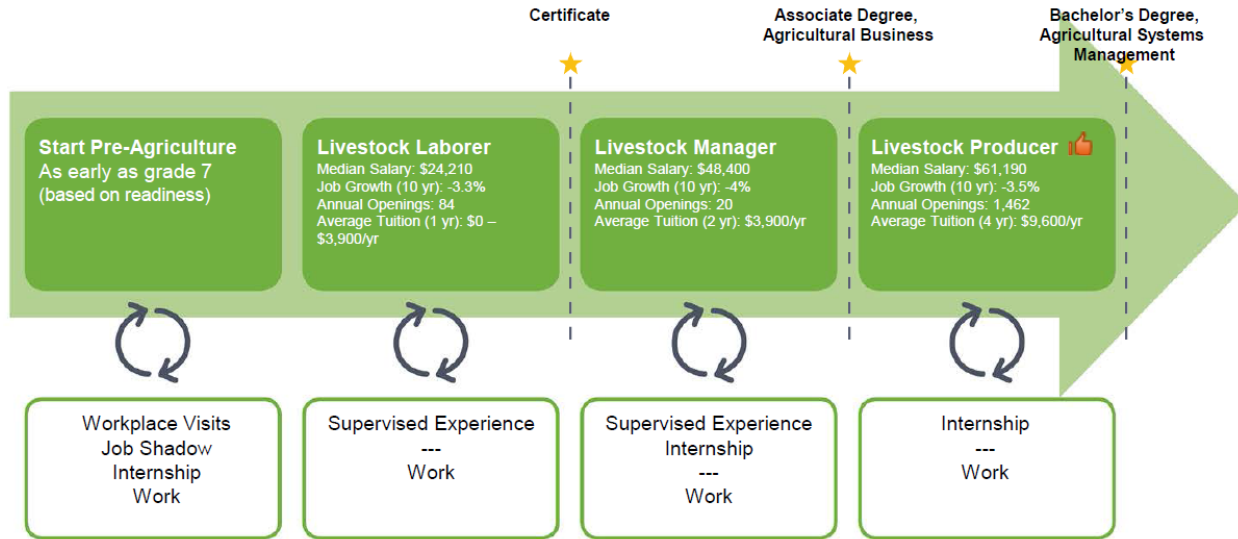 Certificate
Associate Degree,
Agricultural Business
Bachelor's Degree,
Agricultural Systems
Management
Start Pre-Agriculture
As early as grade 7
(based on readiness)
Livestock Laborer
Median Salary: $24,210
Job Growth (10 yr): -3.3%
Annual Openings: 84
Average Tuition (1 yr): $0 –
$3,900/yr
Livestock Manager
Median Salary: $48,400
Job Growth (10 yr): -4%
Annual Openings: 20
Average Tuition (2 yr): $3,900/yr
Livestock Producer
Median Salary: $61,190
Job Growth (10 yr): -3.5%
Annual Openings: 1,462
Average Tuition (4 yr): $9,600/yr
Workplace Visits
Job Shadow
Internship
Work
Supervised Experience
---
Work
Supervised Experience
Internship
---
Work
Internship
---
Work